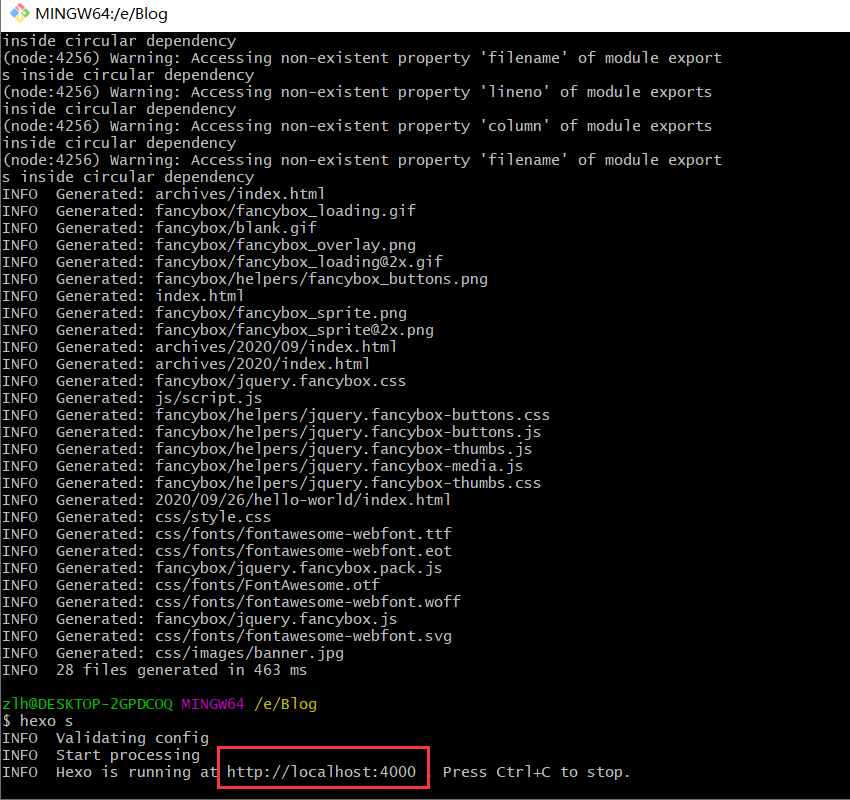 MINGW64:/e/Blog
inside circular dependency
(node:4256) Warning: Accessing non-existent property 'filename' of module export
s inside circular dependency
(node:4256) Warning: Accessing non-existent property 'lineno' of module exports
inside circular dependency
(node:4256) Warning: Accessing non-existent property 'column' of module exports
inside circular dependency
(node:4256) Warning: Accessing non-existent property 'filename' of module export
s inside circular dependency
INFO  Generated: archives/index.html
INFO  Generated: fancybox/fancybox_loading.gif
INFO  Generated: fancybox/blank.gif
INFO  Generated: fancybox/fancybox_overlay.png
INFO  Generated: fancybox/fancybox_loading@2x.gif
INFO  Generated: fancybox/helpers/fancybox_buttons.png
INFO  Generated: index.html
INFO  Generated: fancybox/fancybox_sprite.png
INFO  Generated: fancybox/fancybox_sprite@2x.png
INFO  Generated: archives/2020/09/index.html
INFO  Generated: archives/2020/index.html
INFO  Generated: fancybox/jquery.fancybox.css
INFO  Generated: js/script.js
INFO  Generated: fancybox/helpers/jquery.fancybox-buttons.css
INFO  Generated: fancybox/helpers/jquery.fancybox-buttons.js
INFO  Generated: fancybox/helpers/jquery.fancybox-thumbs.js
INFO  Generated: fancybox/helpers/jquery.fancybox-media.js
INFO  Generated: fancybox/helpers/jquery.fancybox-thumbs.css
INFO  Generated: 2020/09/26/hello-world/index.html
INFO  Generated: css/style.css
INFO  Generated: css/fonts/fontawesome-webfont.ttf
INFO  Generated: css/fonts/fontawesome-webfont.eot
INFO  Generated: fancybox/jquery.fancybox.pack.js
INFO  Generated: css/fonts/FontAwesome.otf
INFO  Generated: css/fonts/fontawesome-webfont.woff
INFO  Generated: fancybox/jquery.fancybox.js
INFO  Generated: css/fonts/fontawesome-webfont.svg
INFO  Generated: css/images/banner.jpg
INFO  28 files generated in 463 ms
zlh@DESKTOP-2GPDCOQ MINGW64 /e/Blog
$ hexo s
INFO  Validating config
INFO  Start processing
INFO  Hexo is running at http://localhost:4000 . Press Ctrl+C to stop.